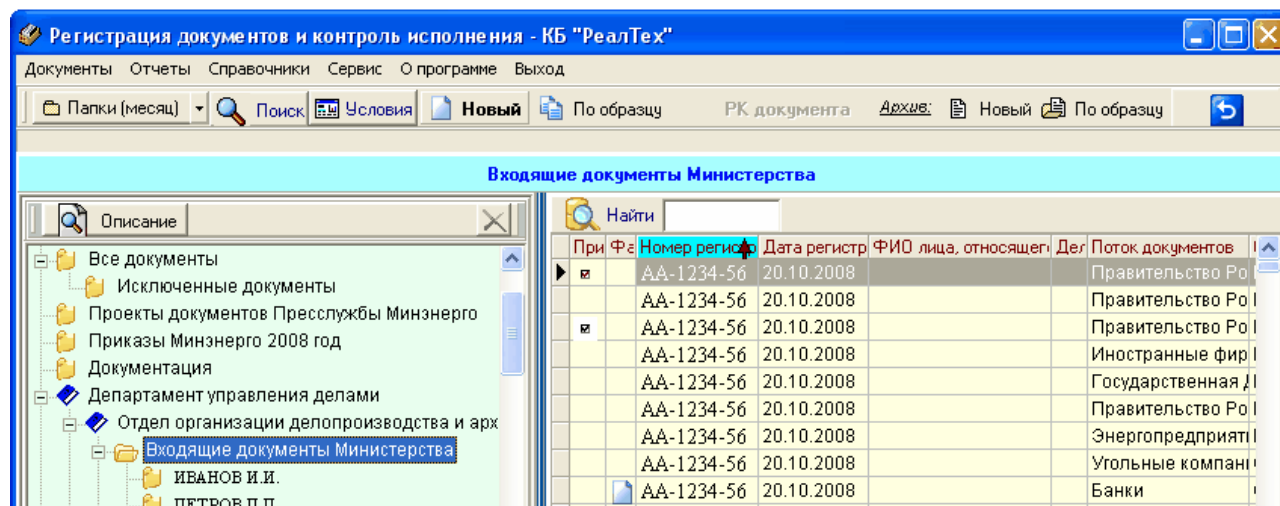 Регистрация документов и контроль исполнения - КБ "РеалТех"
Документы Отчеты Справочники Сервис О программе Выход
Папки (месяц) Поиск Условия Новый По образцу РК документа Архив: Новый По образцу
Входящие документы Министерства
Описание
Все документы
Исключенные документы
Проекты документов Пресслужбы Минэнерго
Приказы Минэнерго 2008 год
Документация
Департамент управления делами
Отдел организации делопроизводства и арх
Входящие документы Министерства
ИВАНОВ И.И.
ПЕТРОВ П.П.
Найти
При Фа Номер регистр Дата регистр ФИО лица, относящег Дел Поток документов
АА-1234-56 20.10.2008 Правительство Ро
АА-1234-56 20.10.2008 Правительство Ро
АА-1234-56 20.10.2008 Правительство Ро
АА-1234-56 20.10.2008 Иностранные фир
АА-1234-56 20.10.2008 Государственная Д
АА-1234-56 20.10.2008 Правительство Ро
АА-1234-56 20.10.2008 Энергопредприят
АА-1234-56 20.10.2008 Угольные компан
АА-1234-56 20.10.2008 Банки